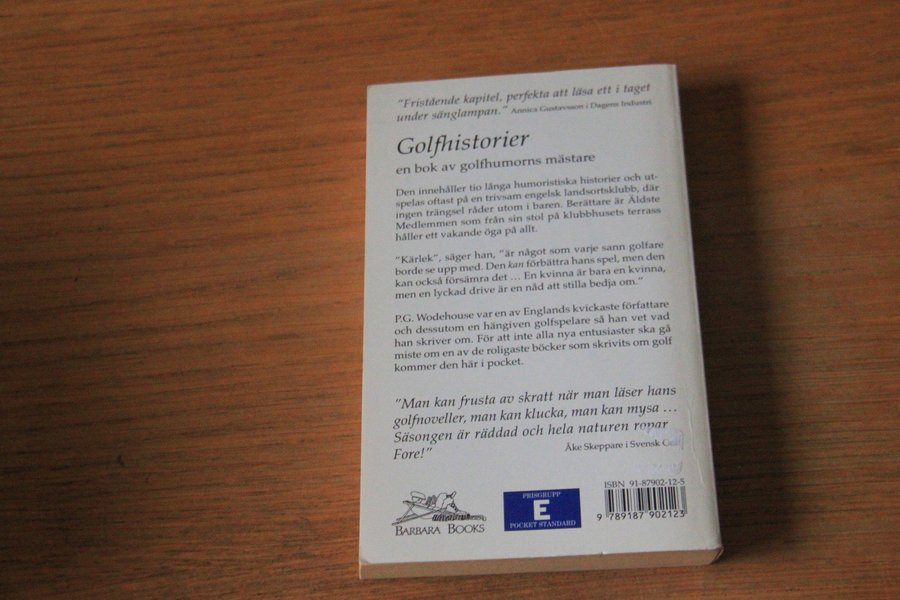 ”Fristående kapitel, perfekta att läsa ett i taget
under sänglampan.” Annica Gustavsson i Dagens Industri
Golfhistorier
en bok av golfhumorns mästare
Den innehåller tio långa humoristiska historier och ut-
spelas oftast på en trivsam engelsk landsortsklubb, där
ingen trängsel råder utom i baren. Berättare är Äldste
Medlemmen som från sin stol på klubbhusets terrass
håller ett vakande öga på allt.
”Kärlek”, säger han, ”är något som varje sann golfare
borde se upp med. Den kan förbättra hans spel, men den
kan också försämra det ... En kvinna är bara en kvinna,
men en lyckad drive är en nåd att stilla bedja om.”
P.G. Wodehouse var en av Englands kvickaste författare
och dessutom en hängiven golfspelare så han vet vad
han skriver om. För att inte alla nya entusiaster ska gå
miste om en av de roligaste böcker som skrivits om golf
kommer den här i pocket.
”Man kan frusta av skratt när man läser hans
golfnoveller, man kan klucka, man kan mysa ...
Säsongen är räddad och hela naturen ropar
Fore!”
Åke Skeppare i Svensk
ISBN 91-87902-12-5
PRISGRUPP
E
POCKET STANDARD
BARBARA BOOKS
9 789187 902123